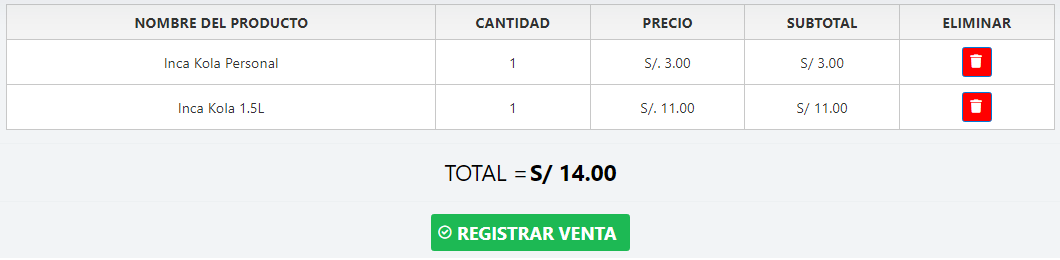 NOMBRE DEL PRODUCTO CANTIDAD PRECIO SUBTOTAL ELIMINAR
Inca Kola Personal 1 S/. 3.00 S/ 3.00
Inca Kola 1.5L 1 S/. 11.00 S/ 11.00
TOTAL = S/ 14.00
REGISTRAR VENTA